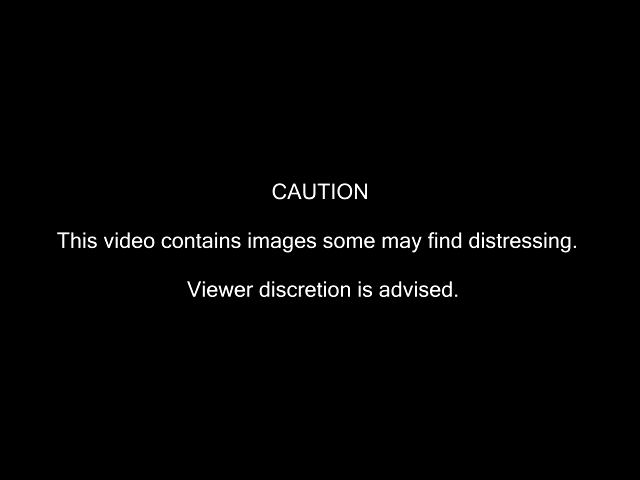 CAUTION
This video contains images some may find distressing.
Viewer discretion is advised.